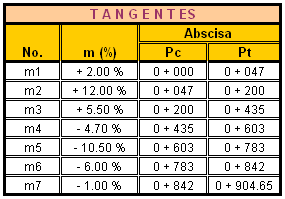 TANGENTES
No. m (%) Abscisa
Pc Pt
m1 + 2.00 % 0 + 000 0 + 047
m2 + 12.00 % 0 + 047 0 + 200
m3 + 5.50 % 0 + 200 0 + 435
m4 - 4.70 % 0 + 435 0 + 603
m5 - 10.50 % 0 + 603 0 + 783
m6 - 6.00 % 0 + 783 0 + 842
m7 - 1.00 % 0 + 842 0 + 904.65